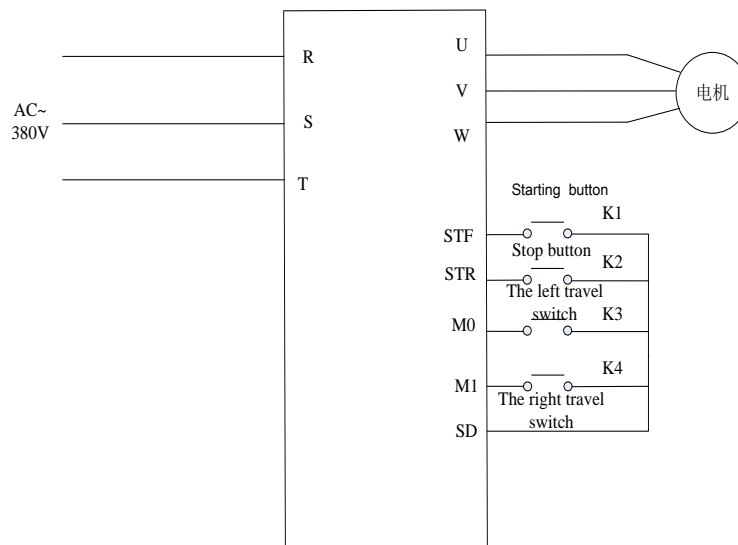 AC~
380V
R
S
T
U
V
W
电机
Starting button
K1
STF
Stop button
K2
STR
The left travel
switch
K3
M0
K4
M1
The right travel
switch
SD